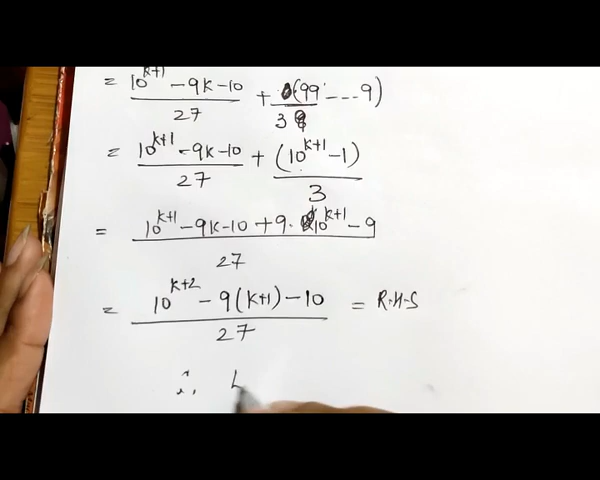 = (10^{k+1} - 9k - 10)/27 + (99 --- 9)/3
= (10^{k+1} - 9k - 10)/27 + (10^{k+1} - 1)/3
= (10^{k+1} - 9k - 10 + 9. 10^{k+1} - 9)/27
= (10^{k+2} - 9(k+1) - 10)/27 = R.H.S
∴ L